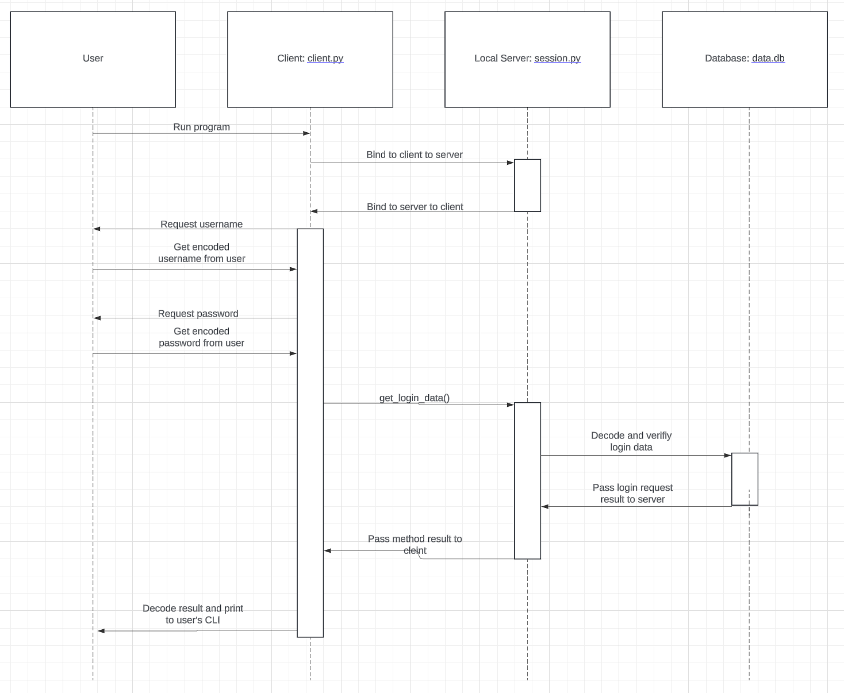 User
Client: client.py
Local Server: session.py
Database: data.db
Run program
Bind to client to server
Bind to server to client
Request username
Get encoded
username from user
Request password
Get encoded
password from user
get_login_data()
Decode and verifiy
login data
Pass login request
result to server
Pass method result to
cleint
Decode result and print
to user's CLI